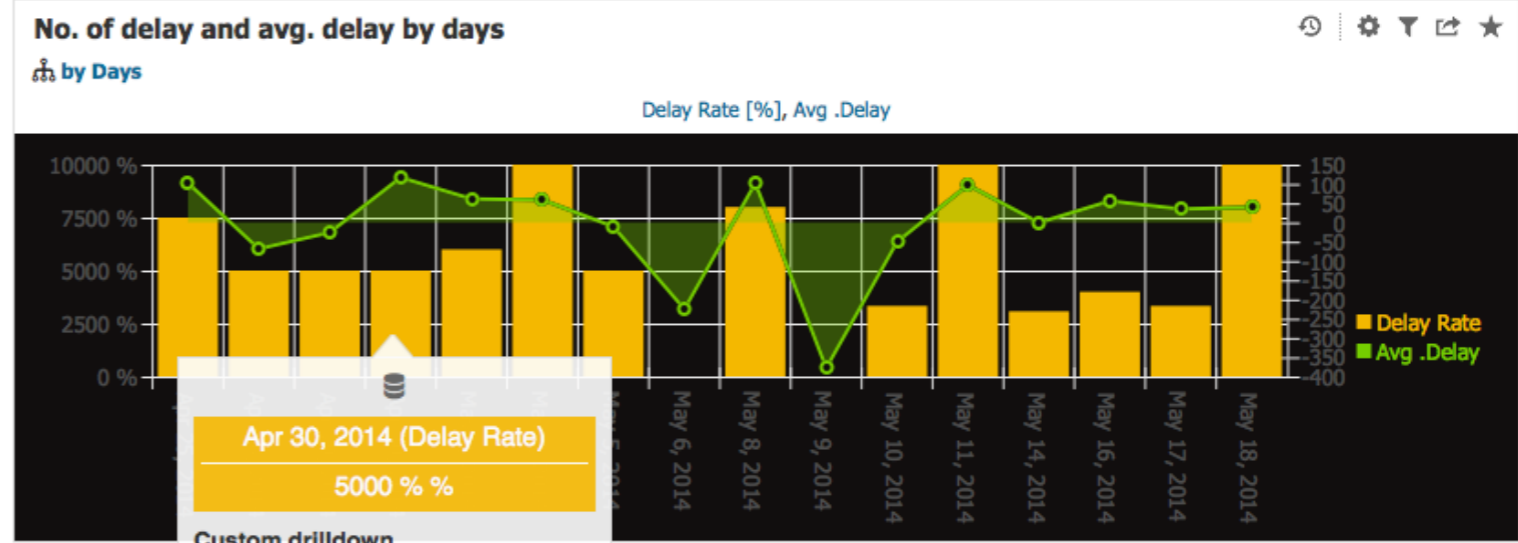 No. of delay and avg. delay by days
by Days
Delay Rate [%], Avg .Delay
10000 %
7500 %
5000 %
2500 %
0 %
150
100
50
0
-50
-100
-150
-200
-250
-300
-350
-400
Delay Rate
Avg .Delay
May 6, 2014
May 8, 2014
May 9, 2014
May 10, 2014
May 11, 2014
May 14, 2014
May 16, 2014
May 17, 2014
May 18, 2014
Apr 30, 2014 (Delay Rate)
5000 % %
Custom drilldown